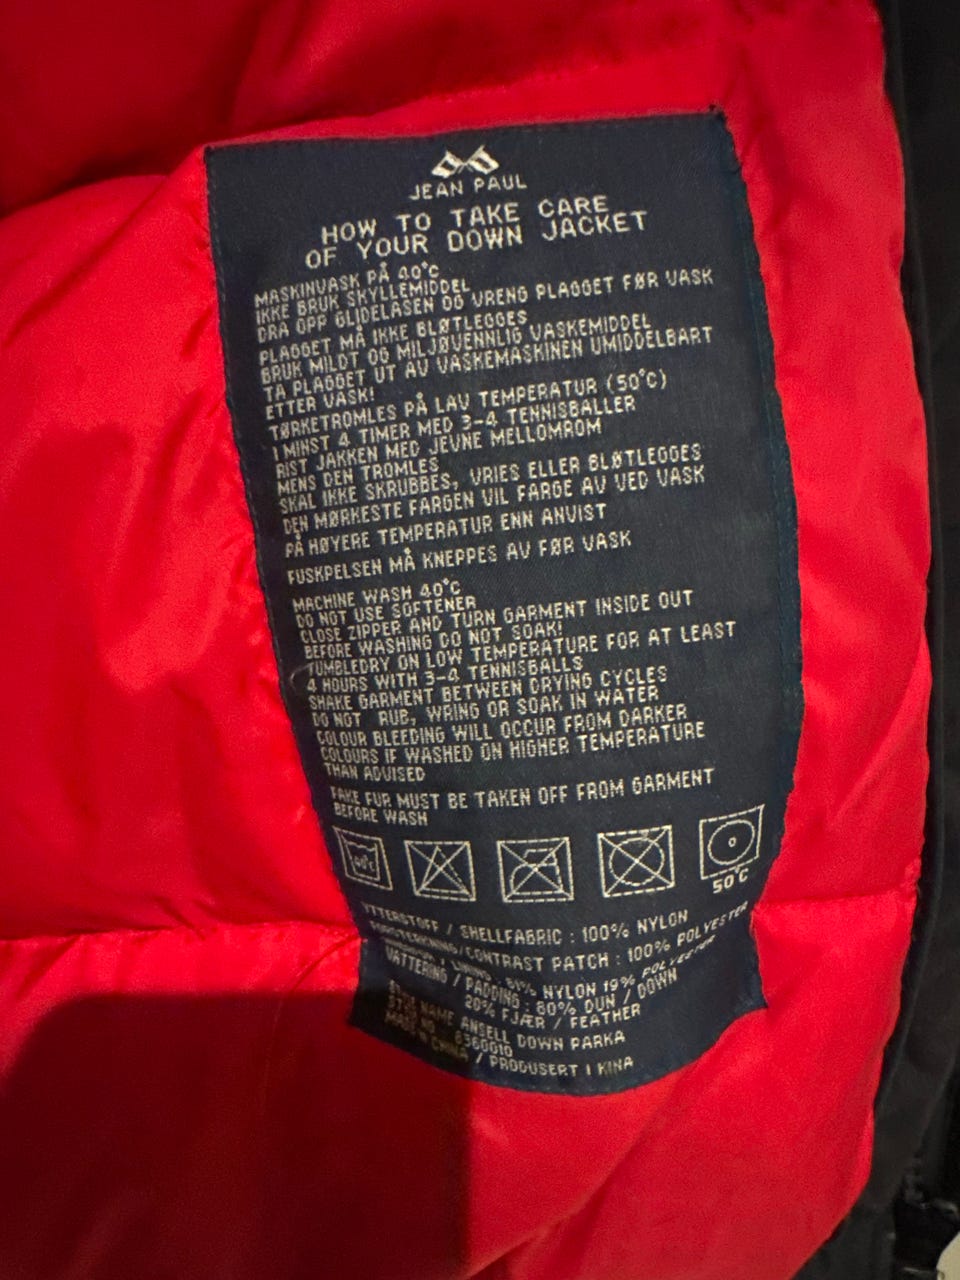 JEAN PAUL
HOW TO TAKE CARE
OF YOUR DOWN JACKET
MASKINVASK PÅ 40°C
IKKE BRUK SKYLLEMIDDEL
DRA OPP GLIDELÅSEN OG VRENG PLAGGET FØR VASK
PLAGGET MÅ IKKE BLØTLEGGES
BRUK MILDT OG MILJØVENNLIG VASKEMIDDEL
TA PLAGGET UT AV VASKEMASKINEN UMIDDELBART
ETTER VASK!
TØRKETROMLES PÅ LAV TEMPERATUR (50°C)
I MINST 4 TIMER MED 3-4 TENNISBALLER
RIST JAKKEN MED JEVNE MELLOMROM
MENS DEN TROMLES
SKAL IKKE SKRUBBES, VRIES ELLER BLØTLEGGES
DEN MØRKESTE FARGEN VIL FARGE AV VED VASK
PÅ HØYERE TEMPERATUR ENN ANVIST
FUSKPELSEN MÅ KNEPPES AV FØR VASK
MACHINE WASH 40°C
DO NOT USE SOFTENER
CLOSE ZIPPER AND TURN GARMENT INSIDE OUT
BEFORE WASHING DO NOT SOAK!
TUMBLEDRY ON LOW TEMPERATURE FOR AT LEAST
4 HOURS WITH 3-4 TENNISBALLS
SHAKE GARMENT BETWEEN DRYING CYCLES
DO NOT RUB, WRING OR SOAK IN WATER
COLOUR BLEEDING WILL OCCUR FROM DARKER
COLOURS IF WASHED ON HIGHER TEMPERATURE
THAN ADVISED
FAKE FUR MUST BE TAKEN OFF FROM GARMENT
BEFORE WASH
40°C
50°C
YTTERSTOFF / SHELLFABRIC : 100% NYLON
FORSTERKNING/CONTRAST PATCH : 100% POLYESTER
/ LINING 81% NYLON 19% POLYESTER
VATTERING / PADDING : 80% DUN / DOWN
20% FJÆR / FEATHER
STYLE NAME ANSELL DOWN PARKA
STYLE NO 8360010
MADE IN CHINA / PRODUSERT I KINA